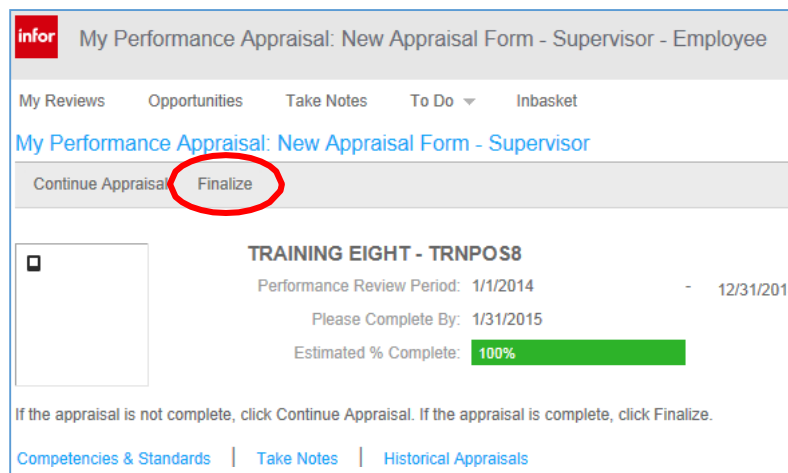 infor My Performance Appraisal: New Appraisal Form - Supervisor - Employee
My Reviews Opportunities Take Notes To Do Inbasket
My Performance Appraisal: New Appraisal Form - Supervisor
Continue Appraisal Finalize
TRAINING EIGHT - TRNPOS8
Performance Review Period: 1/1/2014 - 12/31/201
Please Complete By: 1/31/2015
Estimated % Complete: 100%
If the appraisal is not complete, click Continue Appraisal. If the appraisal is complete, click Finalize.
Competencies & Standards | Take Notes | Historical Appraisals